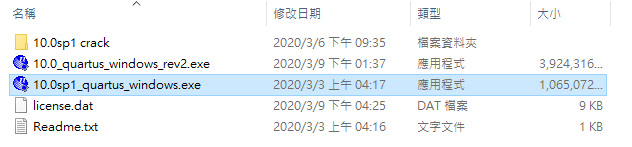 名稱 修改日期 類型 大小
10.0sp1 crack 2020/3/6 下午 09:35 檔案資料夾
10.0_quartus_windows_rev2.exe 2020/3/9 下午 01:37 應用程式 3,924,316...
10.0sp1_quartus_windows.exe 2020/3/3 上午 04:17 應用程式 1,065,072...
license.dat 2020/3/9 下午 04:25 DAT 檔案 9 KB
Readme.txt 2020/3/3 上午 04:16 文字文件 1 KB